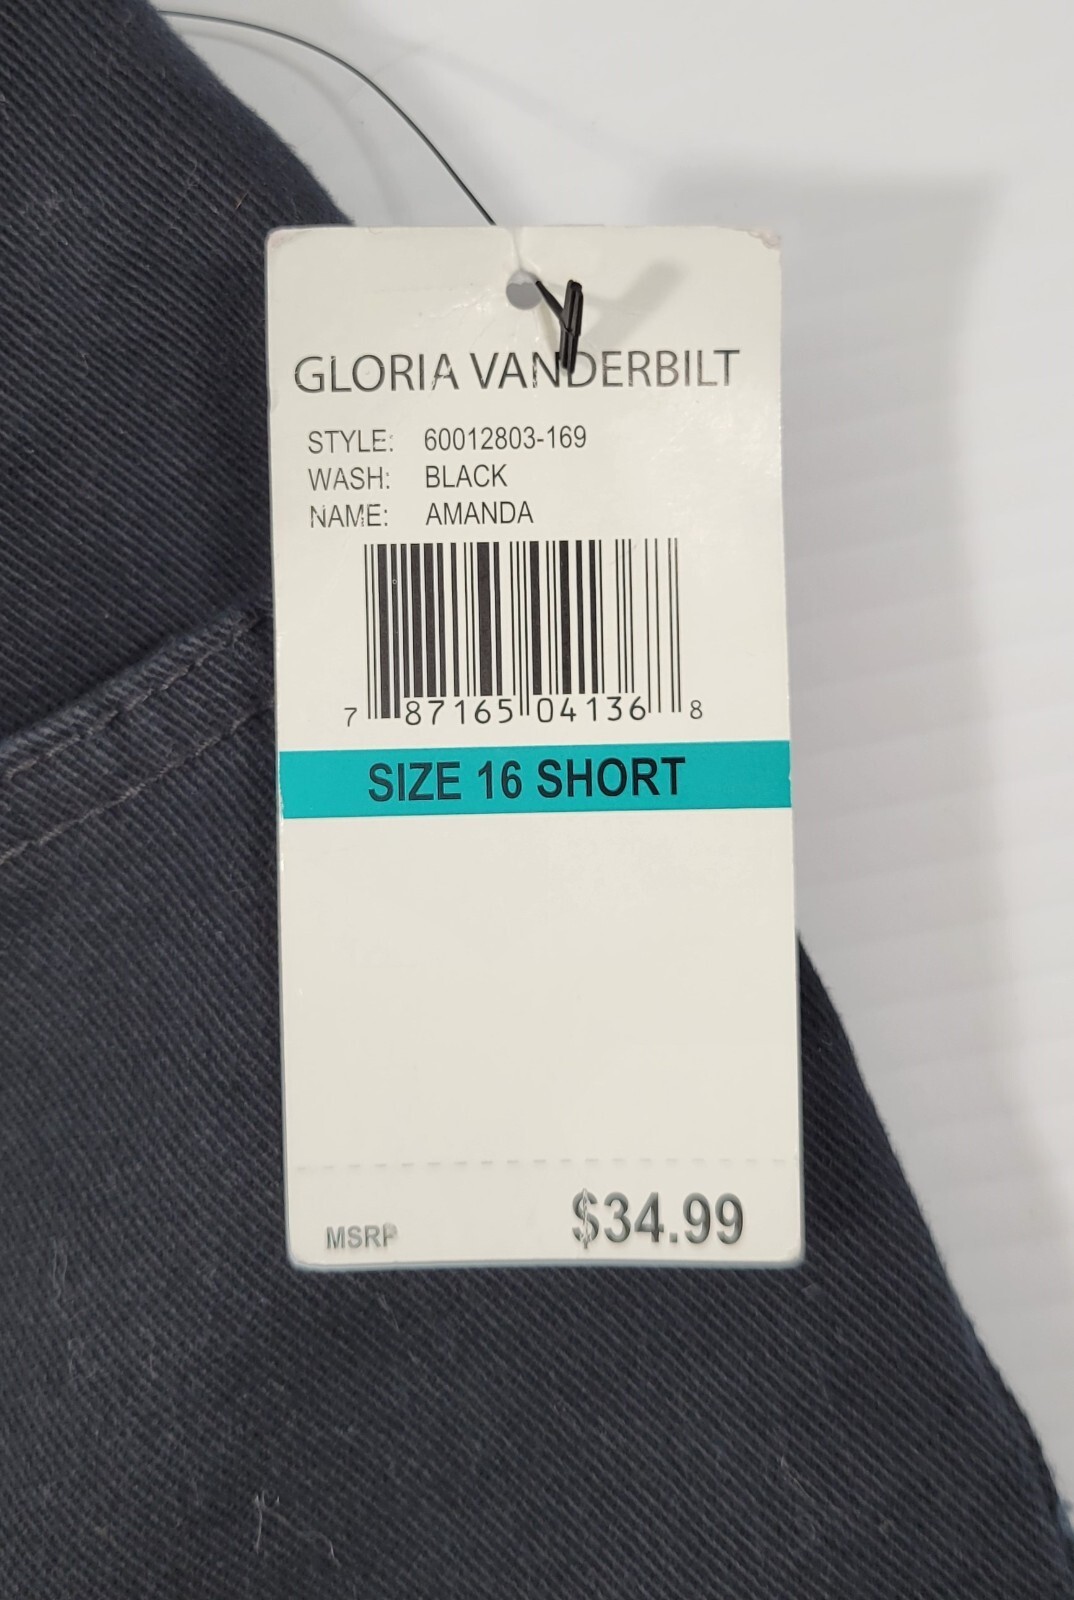 GLORIA VANDERBILT
STYLE: 60012803-169
WASH: BLACK
NAME: AMANDA
7 87165 04136 8
SIZE 16 SHORT
MSRP $34.99